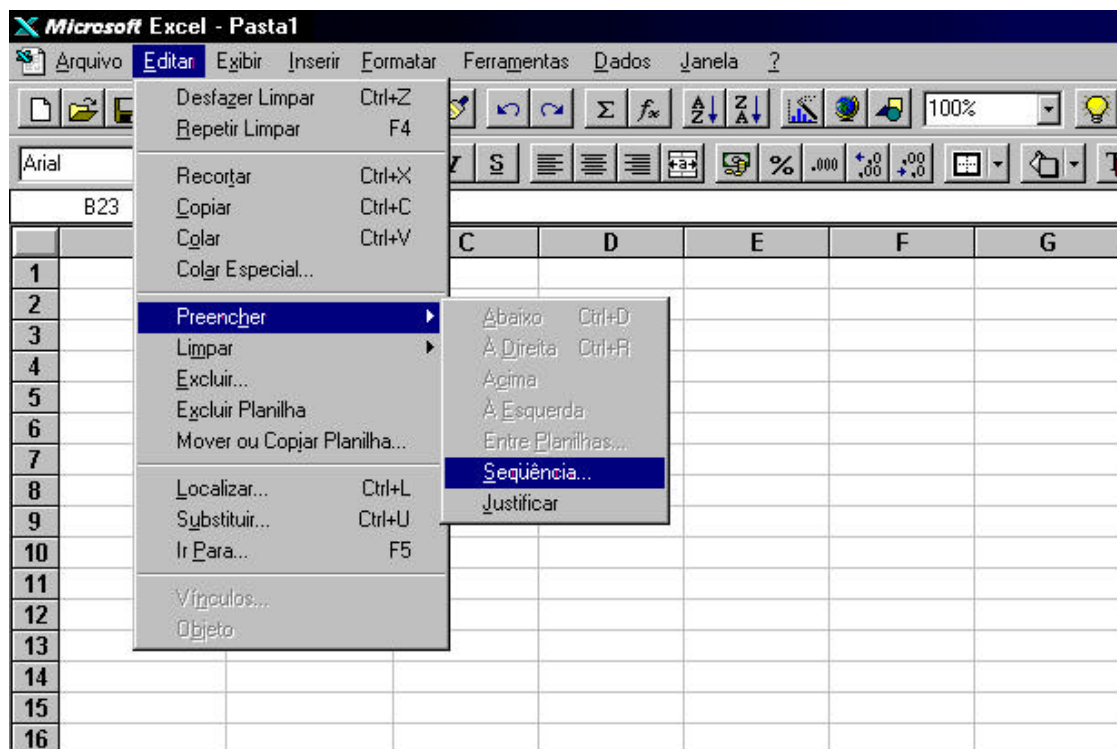 Microsoft Excel - Pasta1
Arquivo Editar Exibir Inserir Formatar Ferramentas Dados Janela ?
100%
Arial
S % ,000
B23
Desfazer Limpar Ctrl+Z
Repetir Limpar F4
Recortar Ctrl+X
Copiar Ctrl+C
Colar Ctrl+V
Colar Especial...
Preencher
Limpar
Excluir...
Excluir Planilha
Mover ou Copiar Planilha...
Localizar... Ctrl+L
Substituir... Ctrl+U
Ir Para... F5
Vínculos...
Objeto
Abaixo Ctrl+D
À Direita Ctrl+R
Acima
À Esquerda
Entre Planilhas...
Seqüência...
Justificar
C D E F G
1
2
3
4
5
6
7
8
9
10
11
12
13
14
15
16